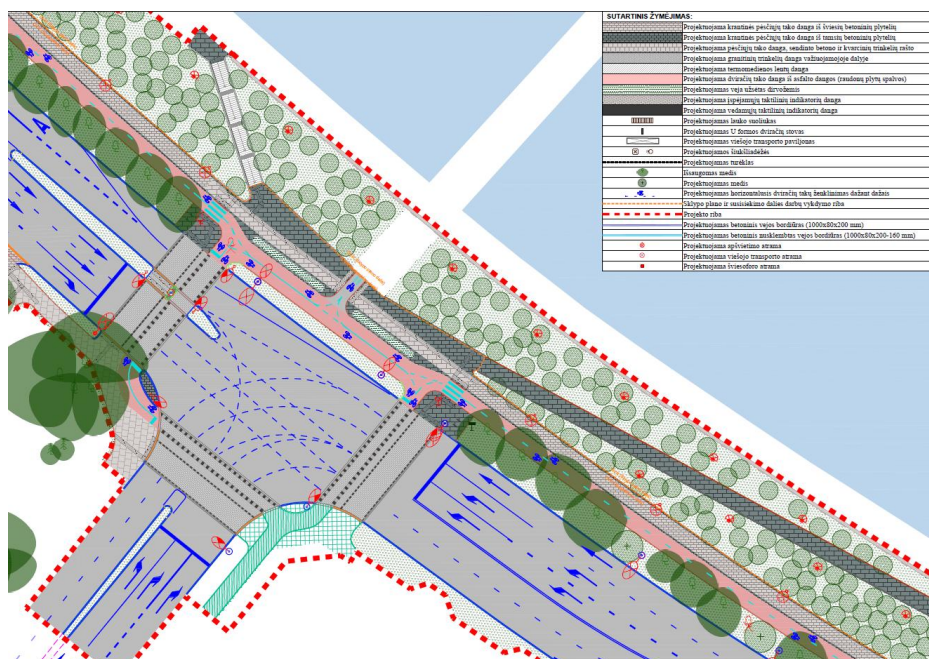 SUTARTINIS ŽYMĖJIMAS:
Projektuojama krantinės pėsčiųjų tako danga iš šviesių betoninių plytelių
Projektuojama krantinės pėsčiųjų tako danga iš tamsių betoninių plytelių
Projektuojama pėsčiųjų tako danga, sendinto betono ir kvarcinių trinkelių rašto
Projektuojama granitinių trinkelių danga važiuojamojoje dalyje
Projektuojama termomedienos lentų danga
Projektuojama dviračių tako danga iš asfalto dangos (raudonų plytų spalvos)
Projektuojamas veja užsėtas dirvožemis
Projektuojama įspėjamųjų taktilinių indikatorių danga
Projektuojama vedamųjų taktilinių indikatorių danga
Projektuojamas lauko suoliukas
Projektuojamas U formos dviračių stovas
Projektuojamas viešojo transporto paviljonas
Projektuojamos šiukšliadėžės
Projektuojamas turėklas
Išsaugomas medis
Projektuojamas medis
Projektuojamas horizontalusis dviračių takų ženklinimas dažant dažais
Sklypo plano ir susisiekimo dalies darbų vykdymo riba
Projekto riba
Projektuojamas betoninis vejos bordiūras (1000x80x200 mm)
Projektuojamas betoninis nusklembtas vejos bordiūras (1000x80x200-160 mm)
Projektuojama apšvietimo atrama
Projektuojama viešojo transporto atrama
Projektuojama šviesoforo atrama
A
A